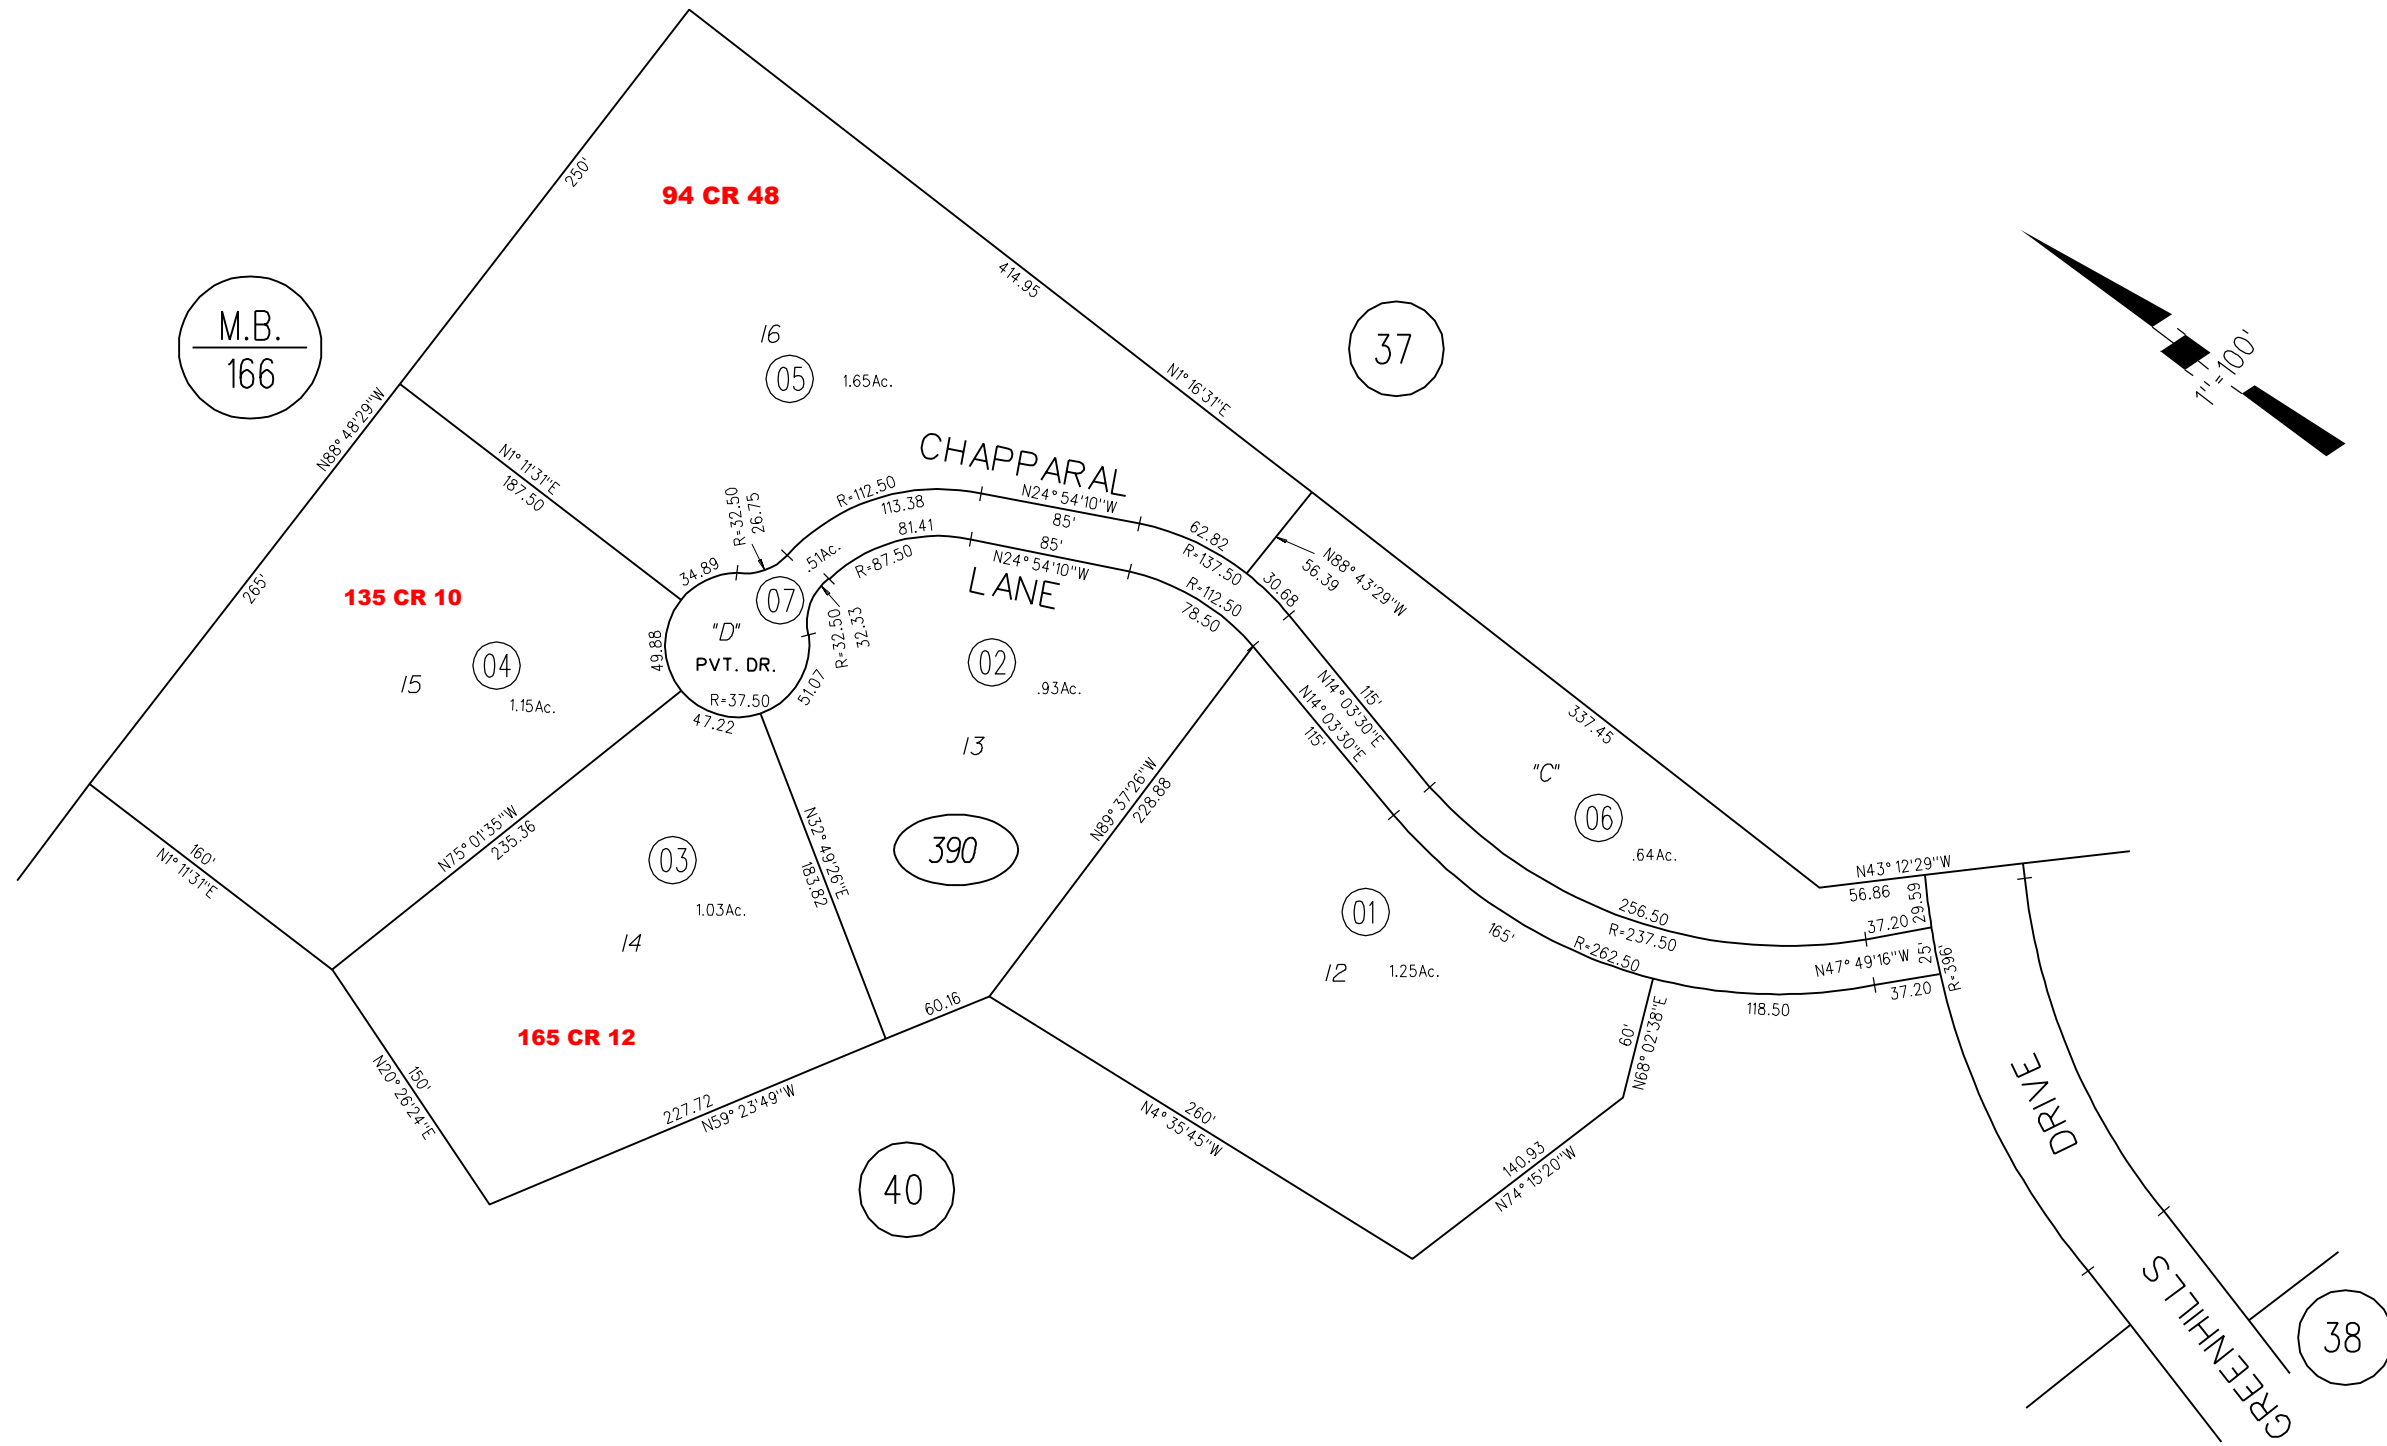 250'
94 CR 48
414.95
M.B.
166
37
1"=100'
16
05
1.65Ac.
N1° 16'31"E
N88° 48'29"W
265'
N1° 11'31"E
187.50
CHAPPARAL
LANE
R=32.50
26.75
R=112.50
113.38
N24° 54'10"W
85'
62.82
R=137.50
30.68
N88° 43'29"W
56.39
34.89
.51Ac.
81.41
R=87.50
85'
N24° 54'10"W
R=112.50
78.50
135 CR 10
04
15
1.15Ac.
49.88
07
"D"
PVT. DR.
R=37.50
47.22
51.07
R=32.50
32.33
02
.93Ac.
13
115'
N14° 03'30"E
N14° 03'30"E
115'
337.45
"C"
06
.64Ac.
160'
N1° 11'31"E
N75° 01'35"W
235.36
03
1.03Ac.
14
N32° 49'26"E
183.82
390
N89° 37'26"W
228.88
01
12
1.25Ac.
165'
R=262.50
256.50
R=237.50
N43° 12'29"W
56.86
29.59
37.20
N47° 49'16"W
25'
R=396'
37.20
118.50
60'
N68° 02'38"E
165 CR 12
60.16
150'
N20° 26'24"E
227.72
N59° 23'49"W
260'
N4° 35'45"W
140.93
N74° 15'20"W
40
GREENHILLS
DRIVE
38